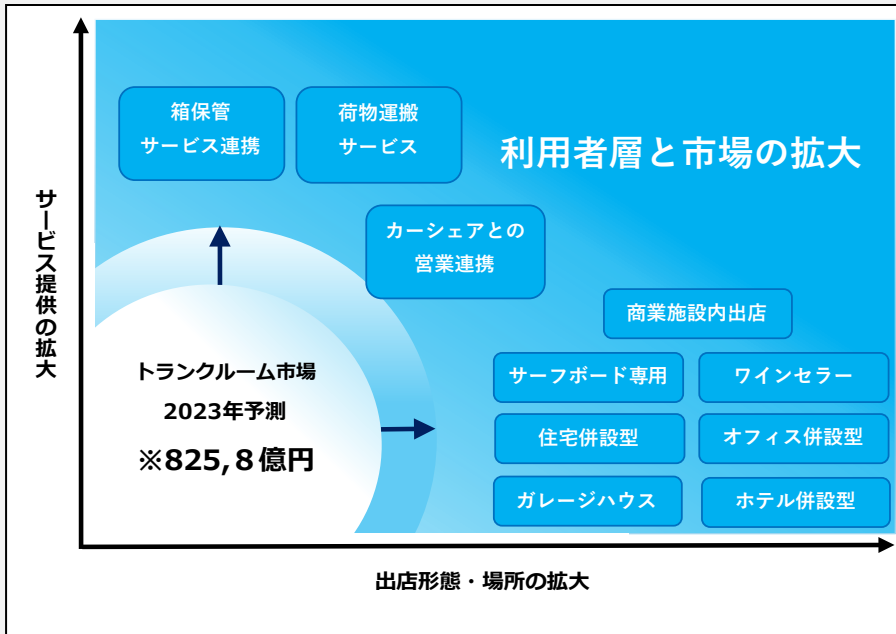 箱保管
サービス連携
荷物運搬
サービス
利用者層と市場の拡大
カーシェアとの
営業連携
サービス提供の拡大
商業施設内出店
トランクルーム市場
2023年予測
※825,８億円
サーフボード専用
ワインセラー
住宅併設型
オフィス併設型
ガレージハウス
ホテル併設型
出店形態・場所の拡大